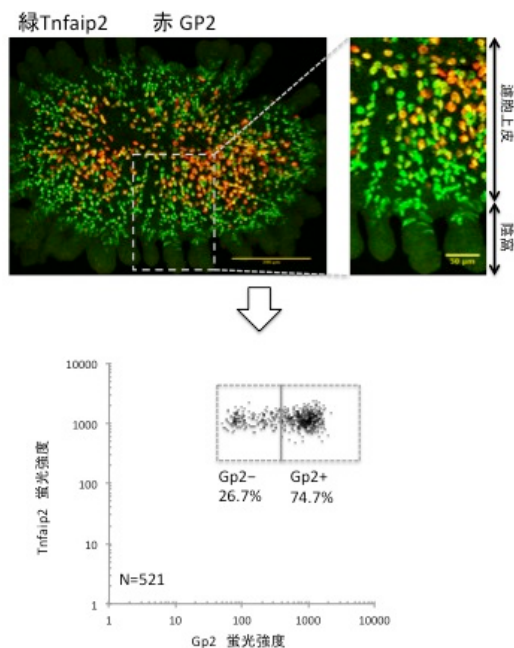 緑Tnfaip2 赤 GP2
濾胞上皮
陰窩
50 μm
10000
1000
100
10
1
Tnfaip2 蛍光強度
Gp2− Gp2+
26.7% 74.7%
N=521
1 10 100 1000 10000
Gp2 蛍光強度